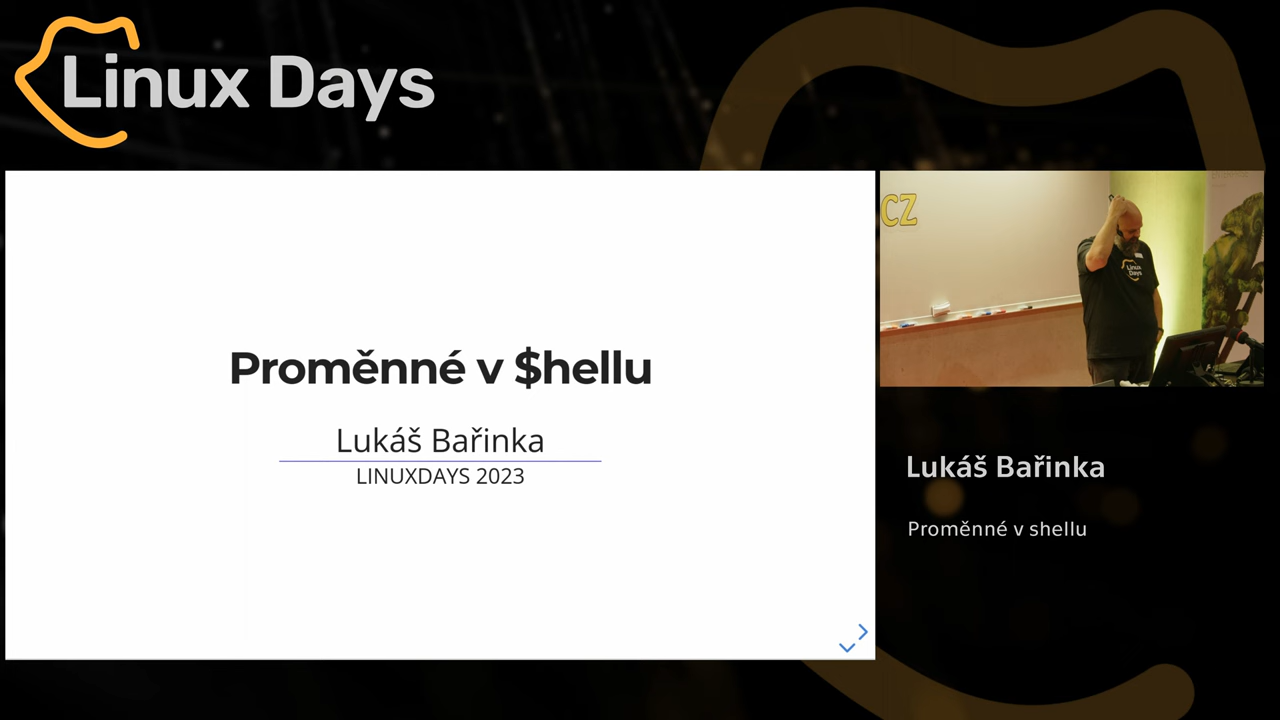 Linux Days
Proměnné v $hellu
Lukáš Bařinka
LINUXDAYS 2023
CZ
Linux
Days
Lukáš Bařinka
Proměnné v shellu